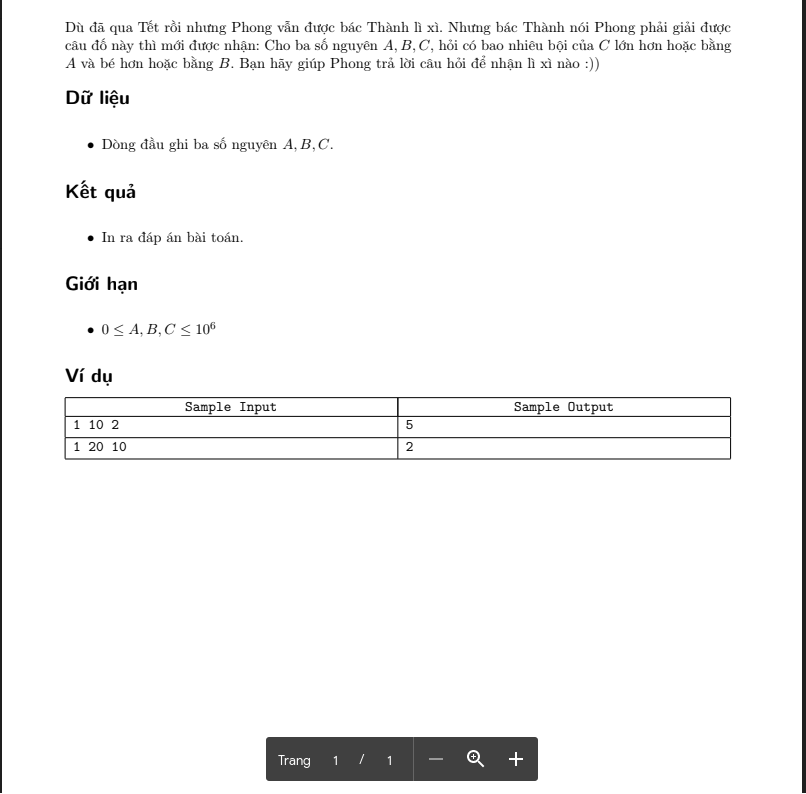 Dù đã qua Tết rồi nhưng Phong vẫn được bác Thành lì xì. Nhưng bác Thành nói Phong phải giải được
câu đố này thì mới được nhận: Cho ba số nguyên A, B, C, hỏi có bao nhiêu bội của C lớn hơn hoặc bằng
A và bé hơn hoặc bằng B. Bạn hãy giúp Phong trả lời câu hỏi để nhận lì xì nào :))
Dữ liệu
• Dòng đầu ghi ba số nguyên A, B, C.
Kết quả
• In ra đáp án bài toán.
Giới hạn
• 0 ≤ A, B, C ≤ 10⁶
Ví dụ
Sample Input Sample Output
1 10 2 5
1 20 10 2
Trang 1 / 1